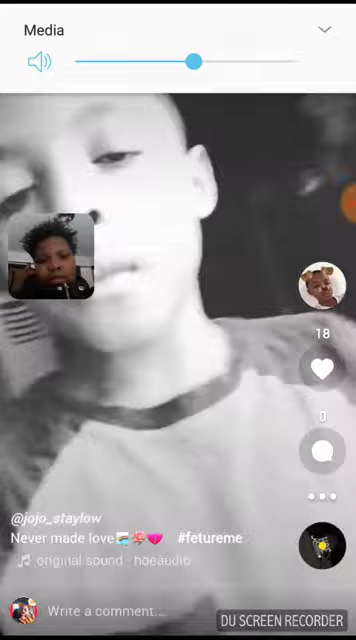 Media
18
0
@jojo_staylow
Never made love #fetureme
original sound - hoeaudio
Write a comment...
DU SCREEN RECORDER